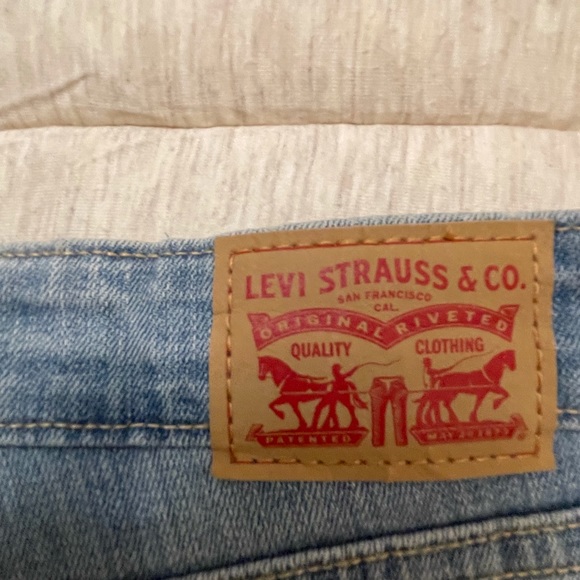 LEVI STRAUSS & CO.
SAN FRANCISCO
CAL.
ORIGINAL RIVETED
QUALITY CLOTHING
PATENTED MAY 20 1873